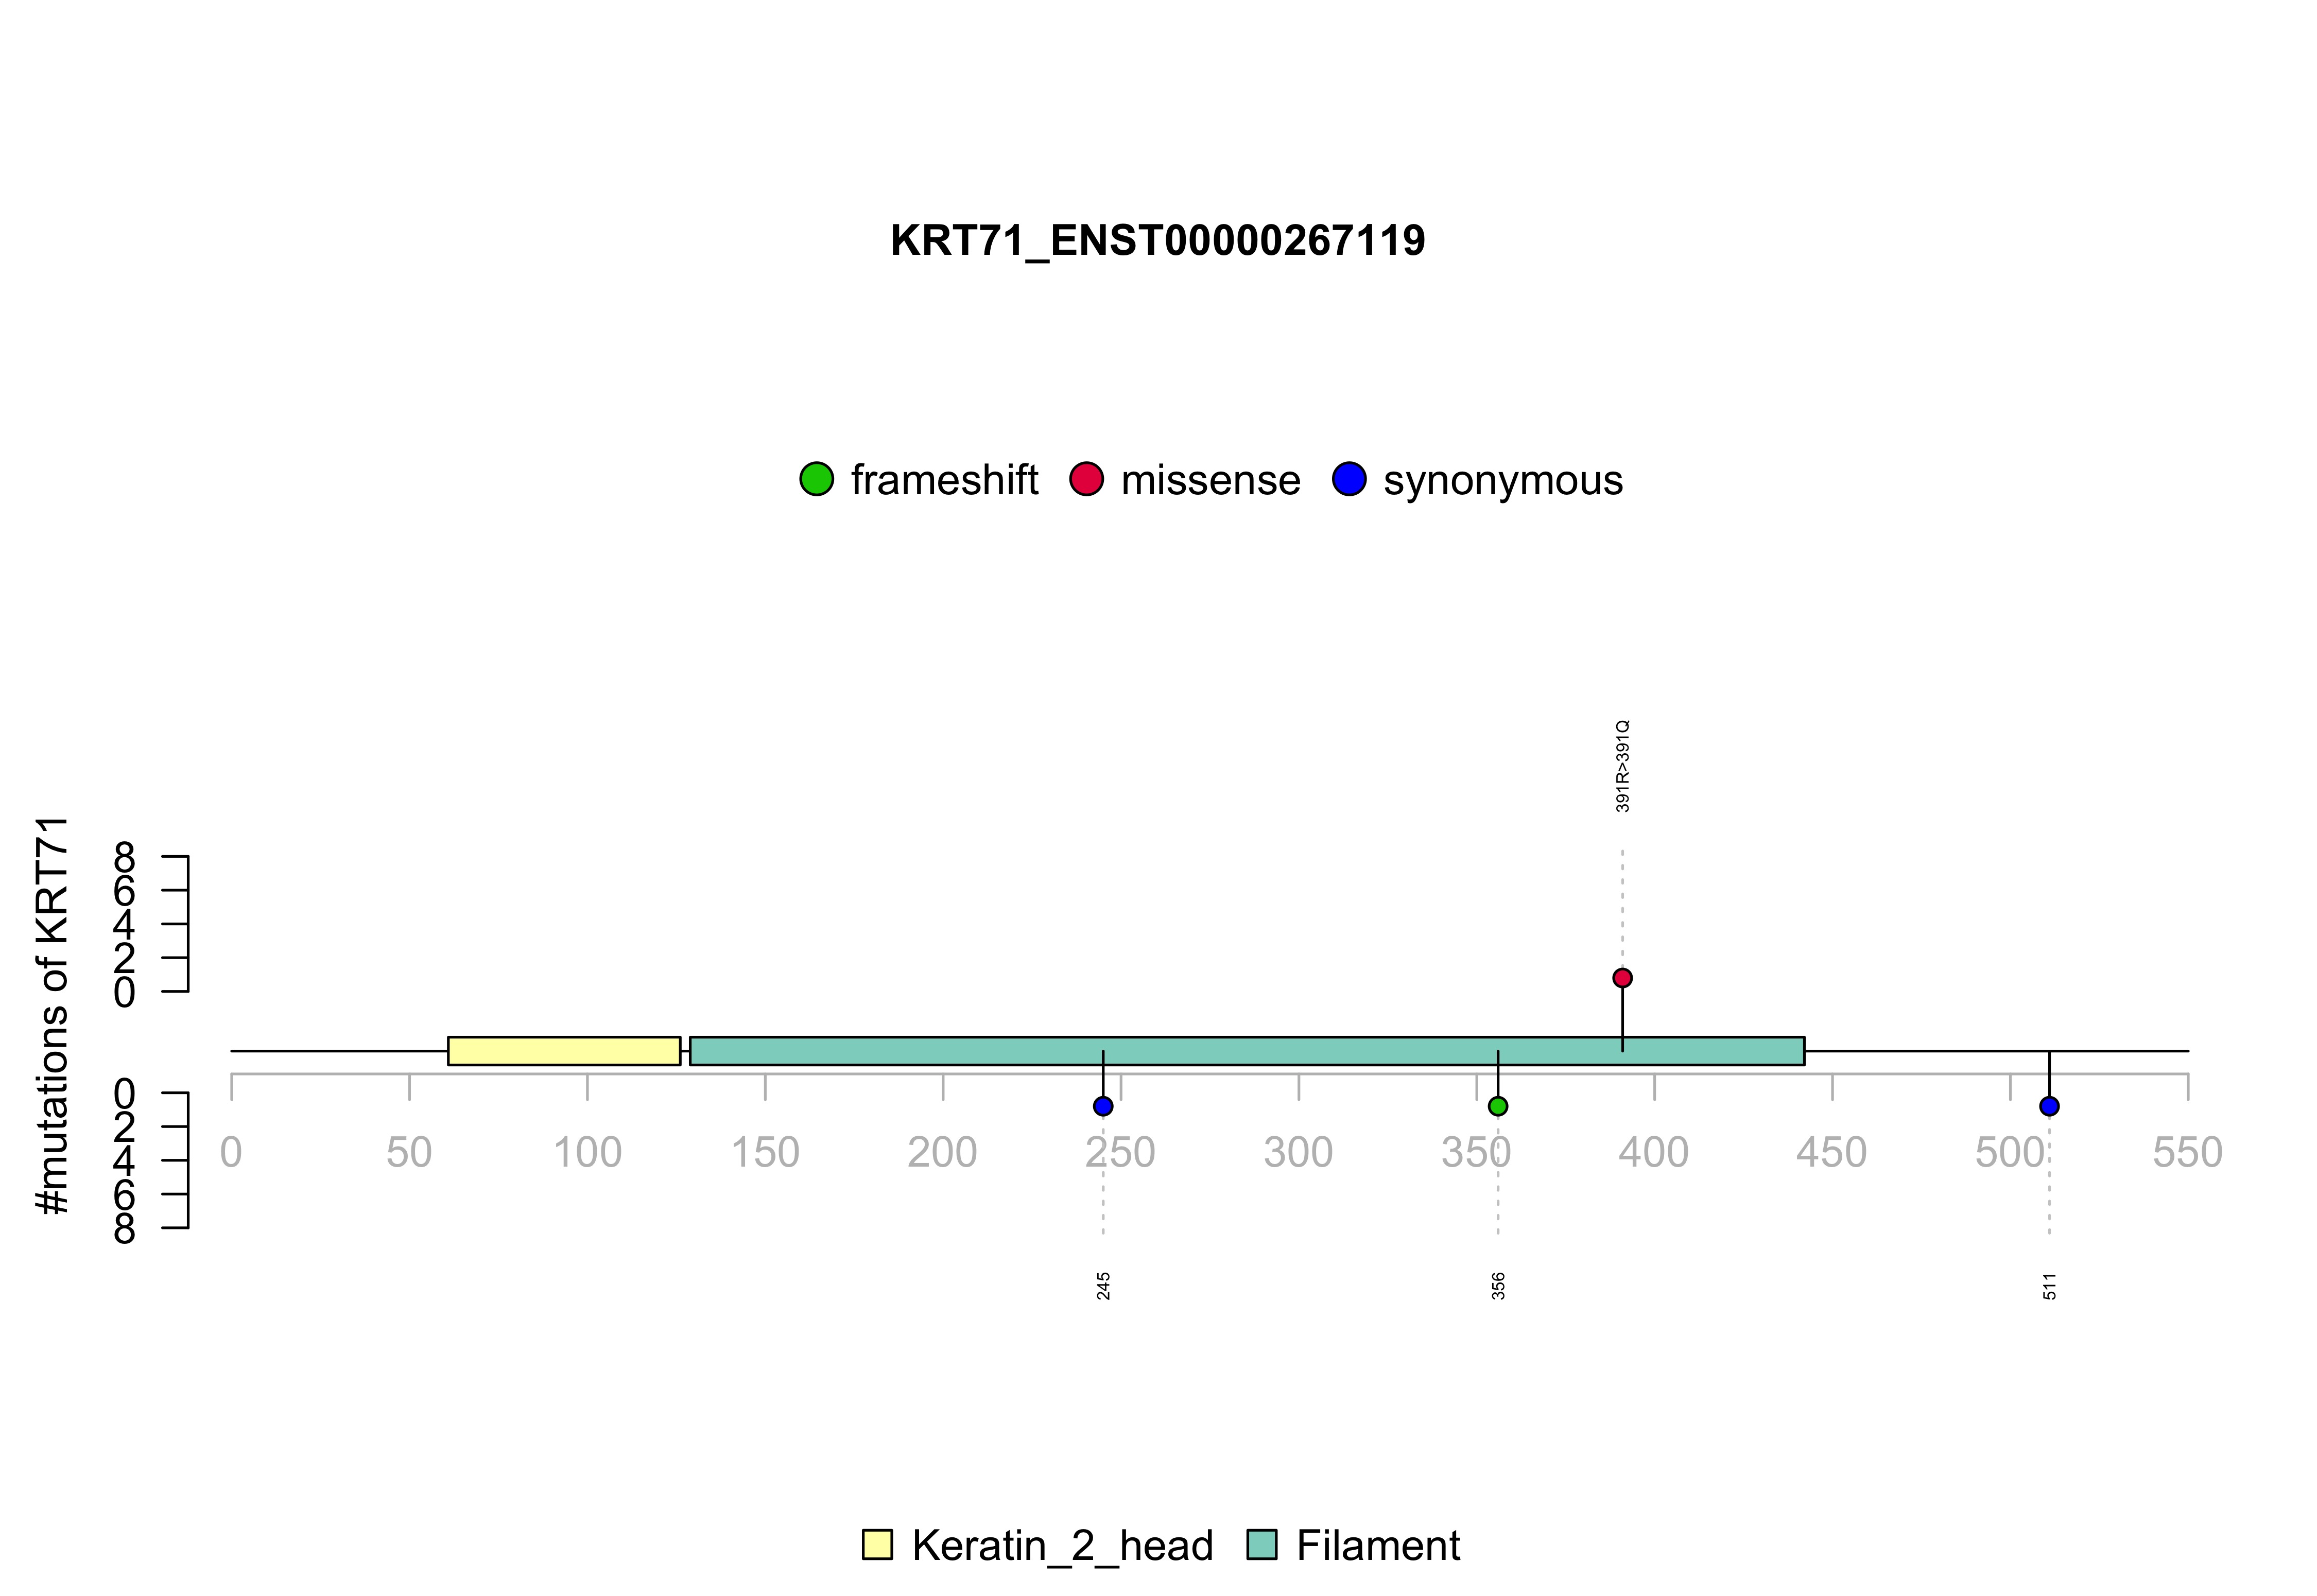 KRT71_ENST00000267119
frameshift missense synonymous
391R>391Q
#mutations of KRT71
8
6
4
2
0
0
2
4
6
8
0 50 100 150 200 250 300 350 400 450 500 550
245 356 511
Keratin_2_head Filament